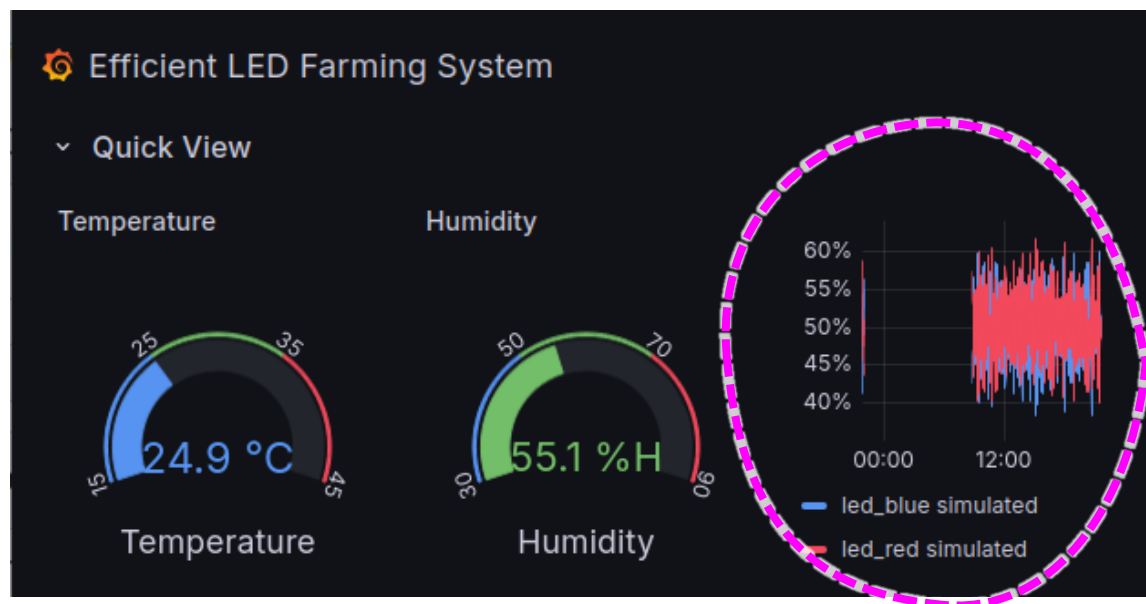 Efficient LED Farming System
Quick View
Temperature
25
35
15
45
24.9 °C
Temperature
Humidity
50
70
30
90
55.1 %H
Humidity
60%
55%
50%
45%
40%
00:00
12:00
led_blue simulated
led_red simulated